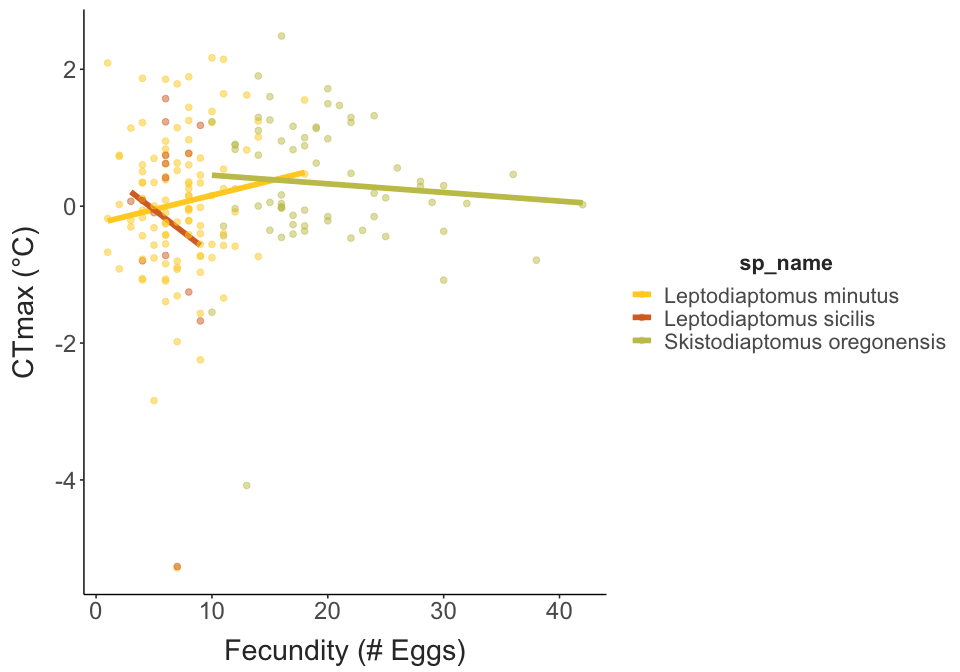 2
0
-2
-4
CTmax (°C)
0 10 20 30 40
Fecundity (# Eggs)
sp_name
Leptodiaptomus minutus
Leptodiaptomus sicilis
Skistodiaptomus oregonensis